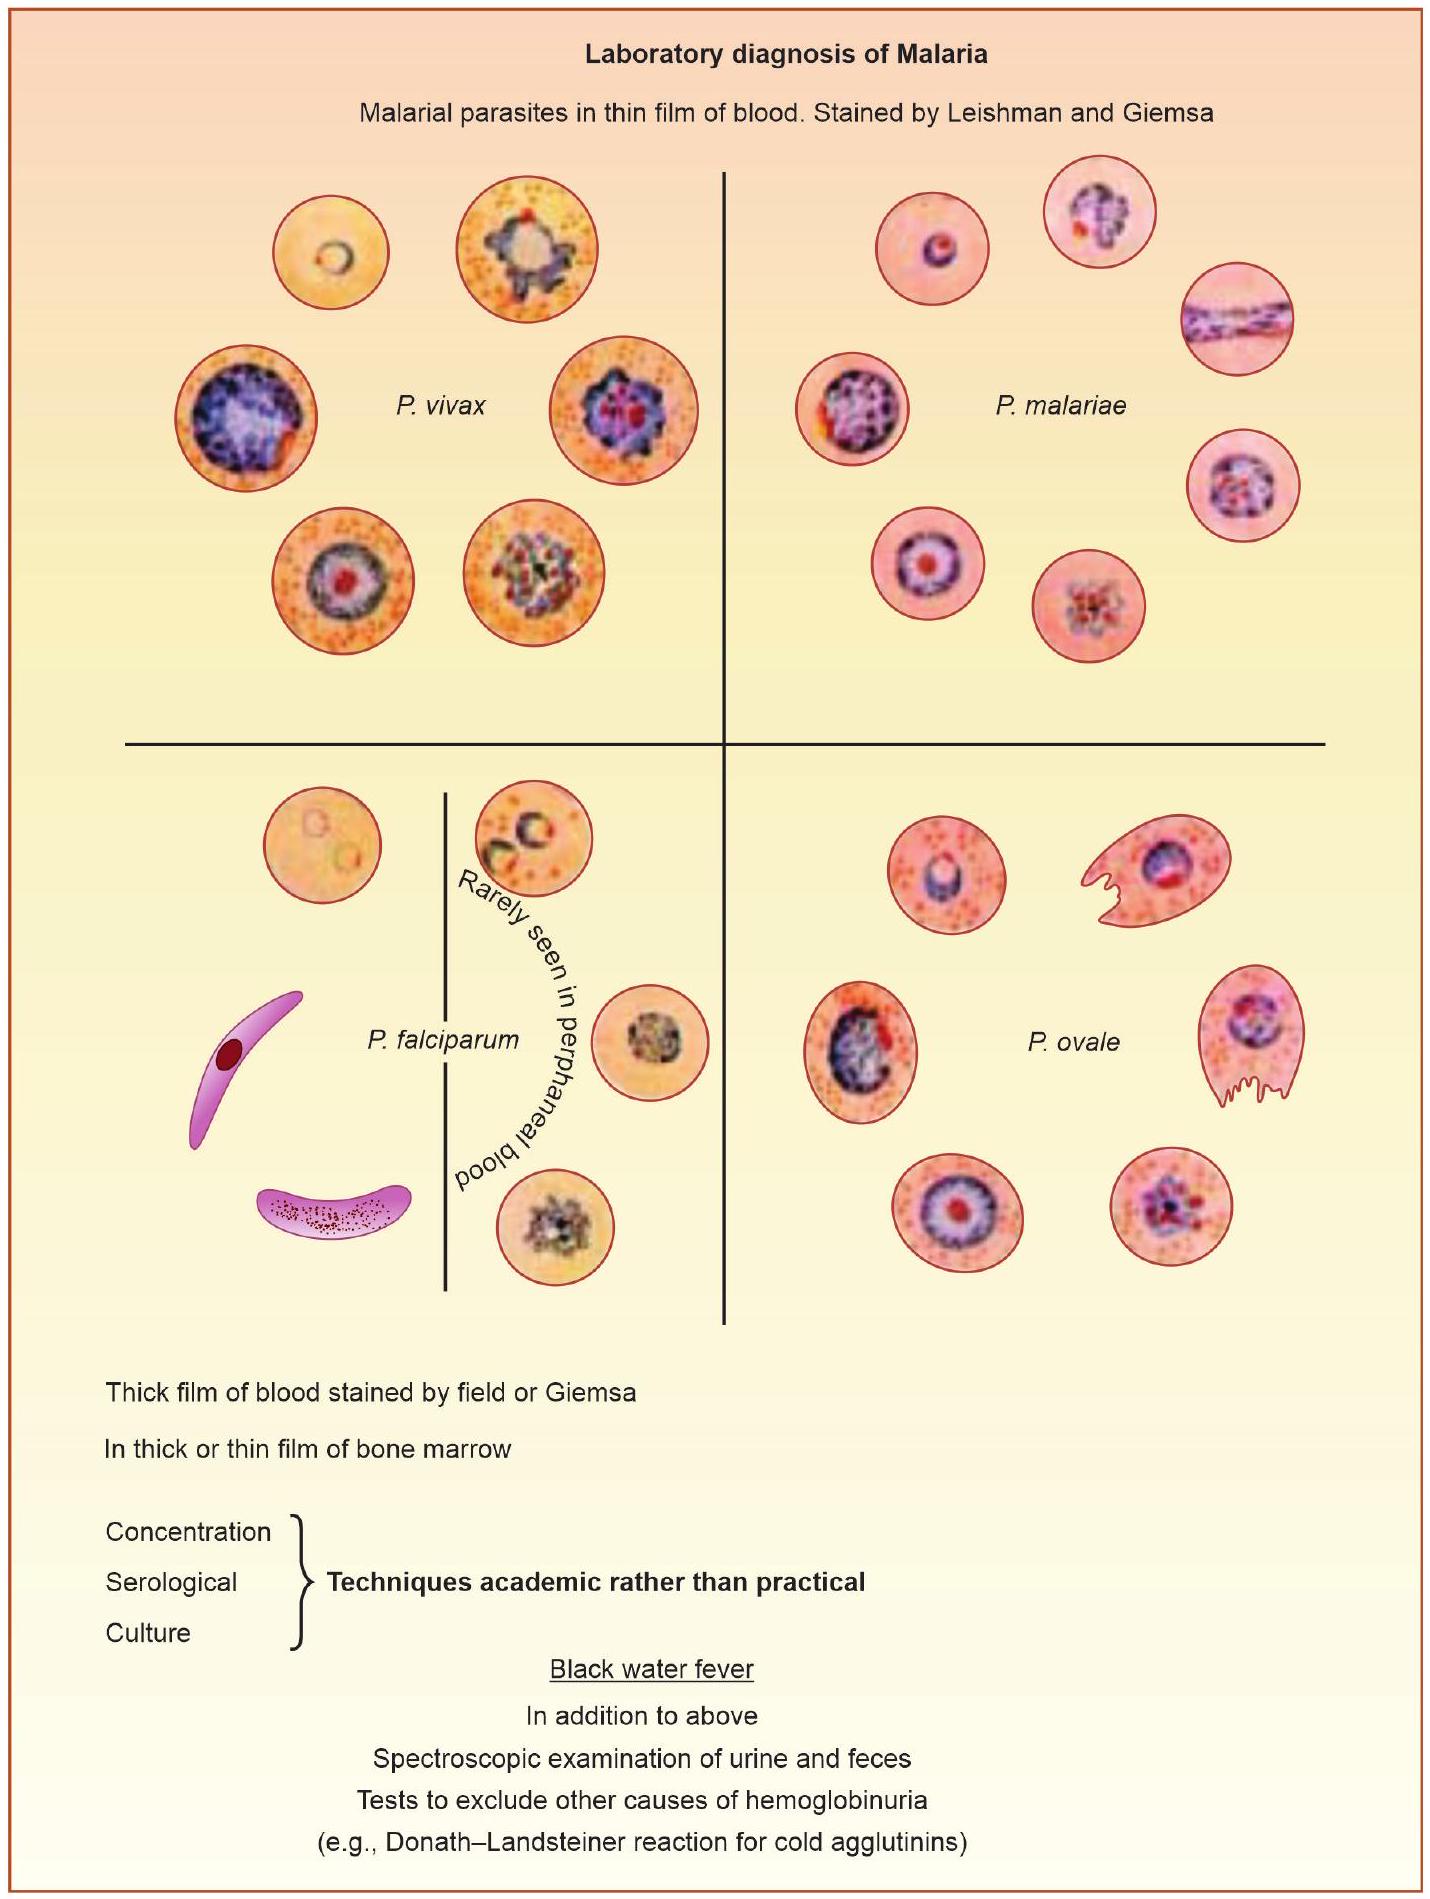 Laboratory diagnosis of Malaria
Malarial parasites in thin film of blood. Stained by Leishman and Giemsa
P. vivax
P. malariae
P. falciparum
Rarely seen in perphaneal blood
P. ovale
Thick film of blood stained by field or Giemsa
In thick or thin film of bone marrow
Concentration
Serological
Culture
Techniques academic rather than practical
Black water fever
In addition to above
Spectroscopic examination of urine and feces
Tests to exclude other causes of hemoglobinuria
(e.g., Donath–Landsteiner reaction for cold agglutinins)